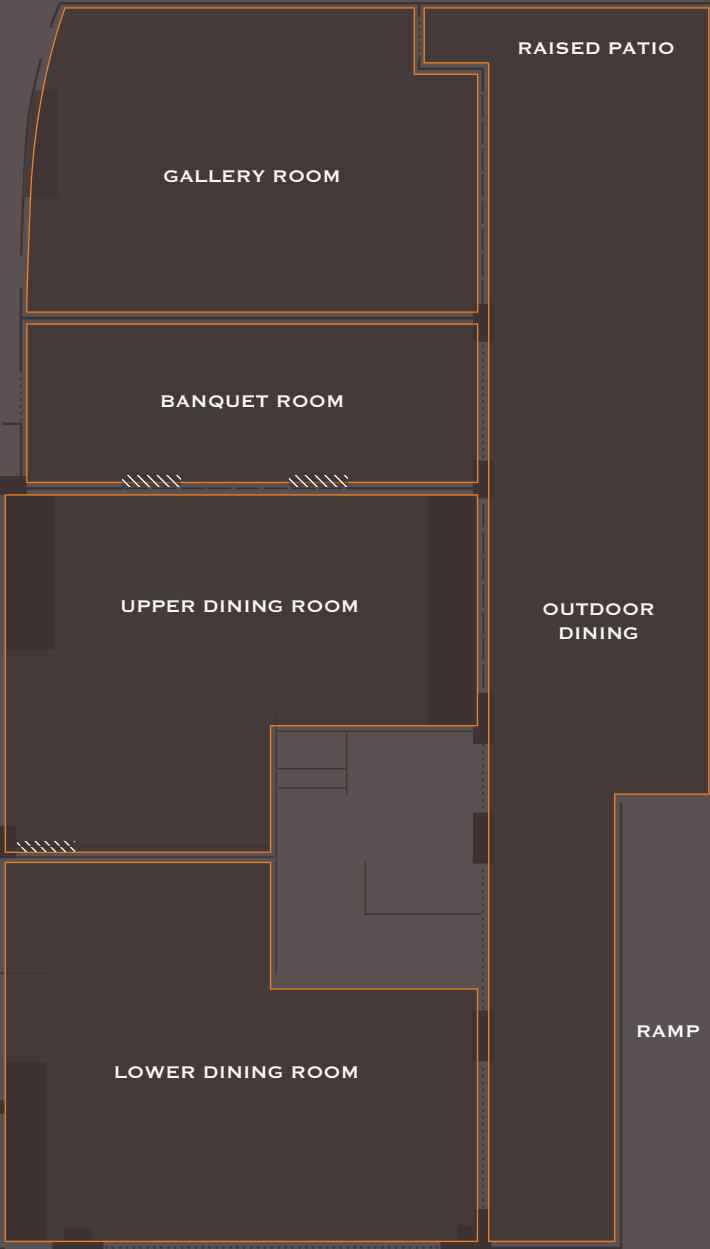 RAISED PATIO
GALLERY ROOM
BANQUET ROOM
UPPER DINING ROOM
OUTDOOR
DINING
RAMP
LOWER DINING ROOM